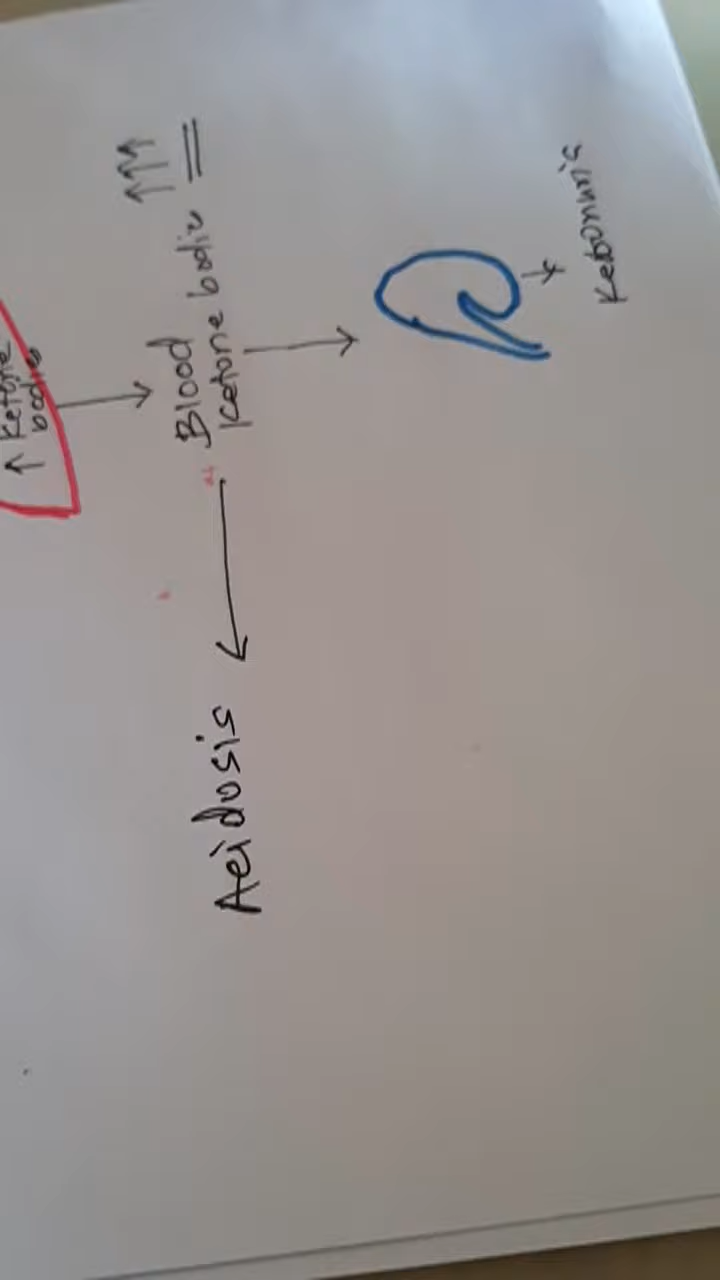 ↑ Ketone
bodies
Blood
Ketone bodies ↑↑↑
Acidosis
Ketonuria